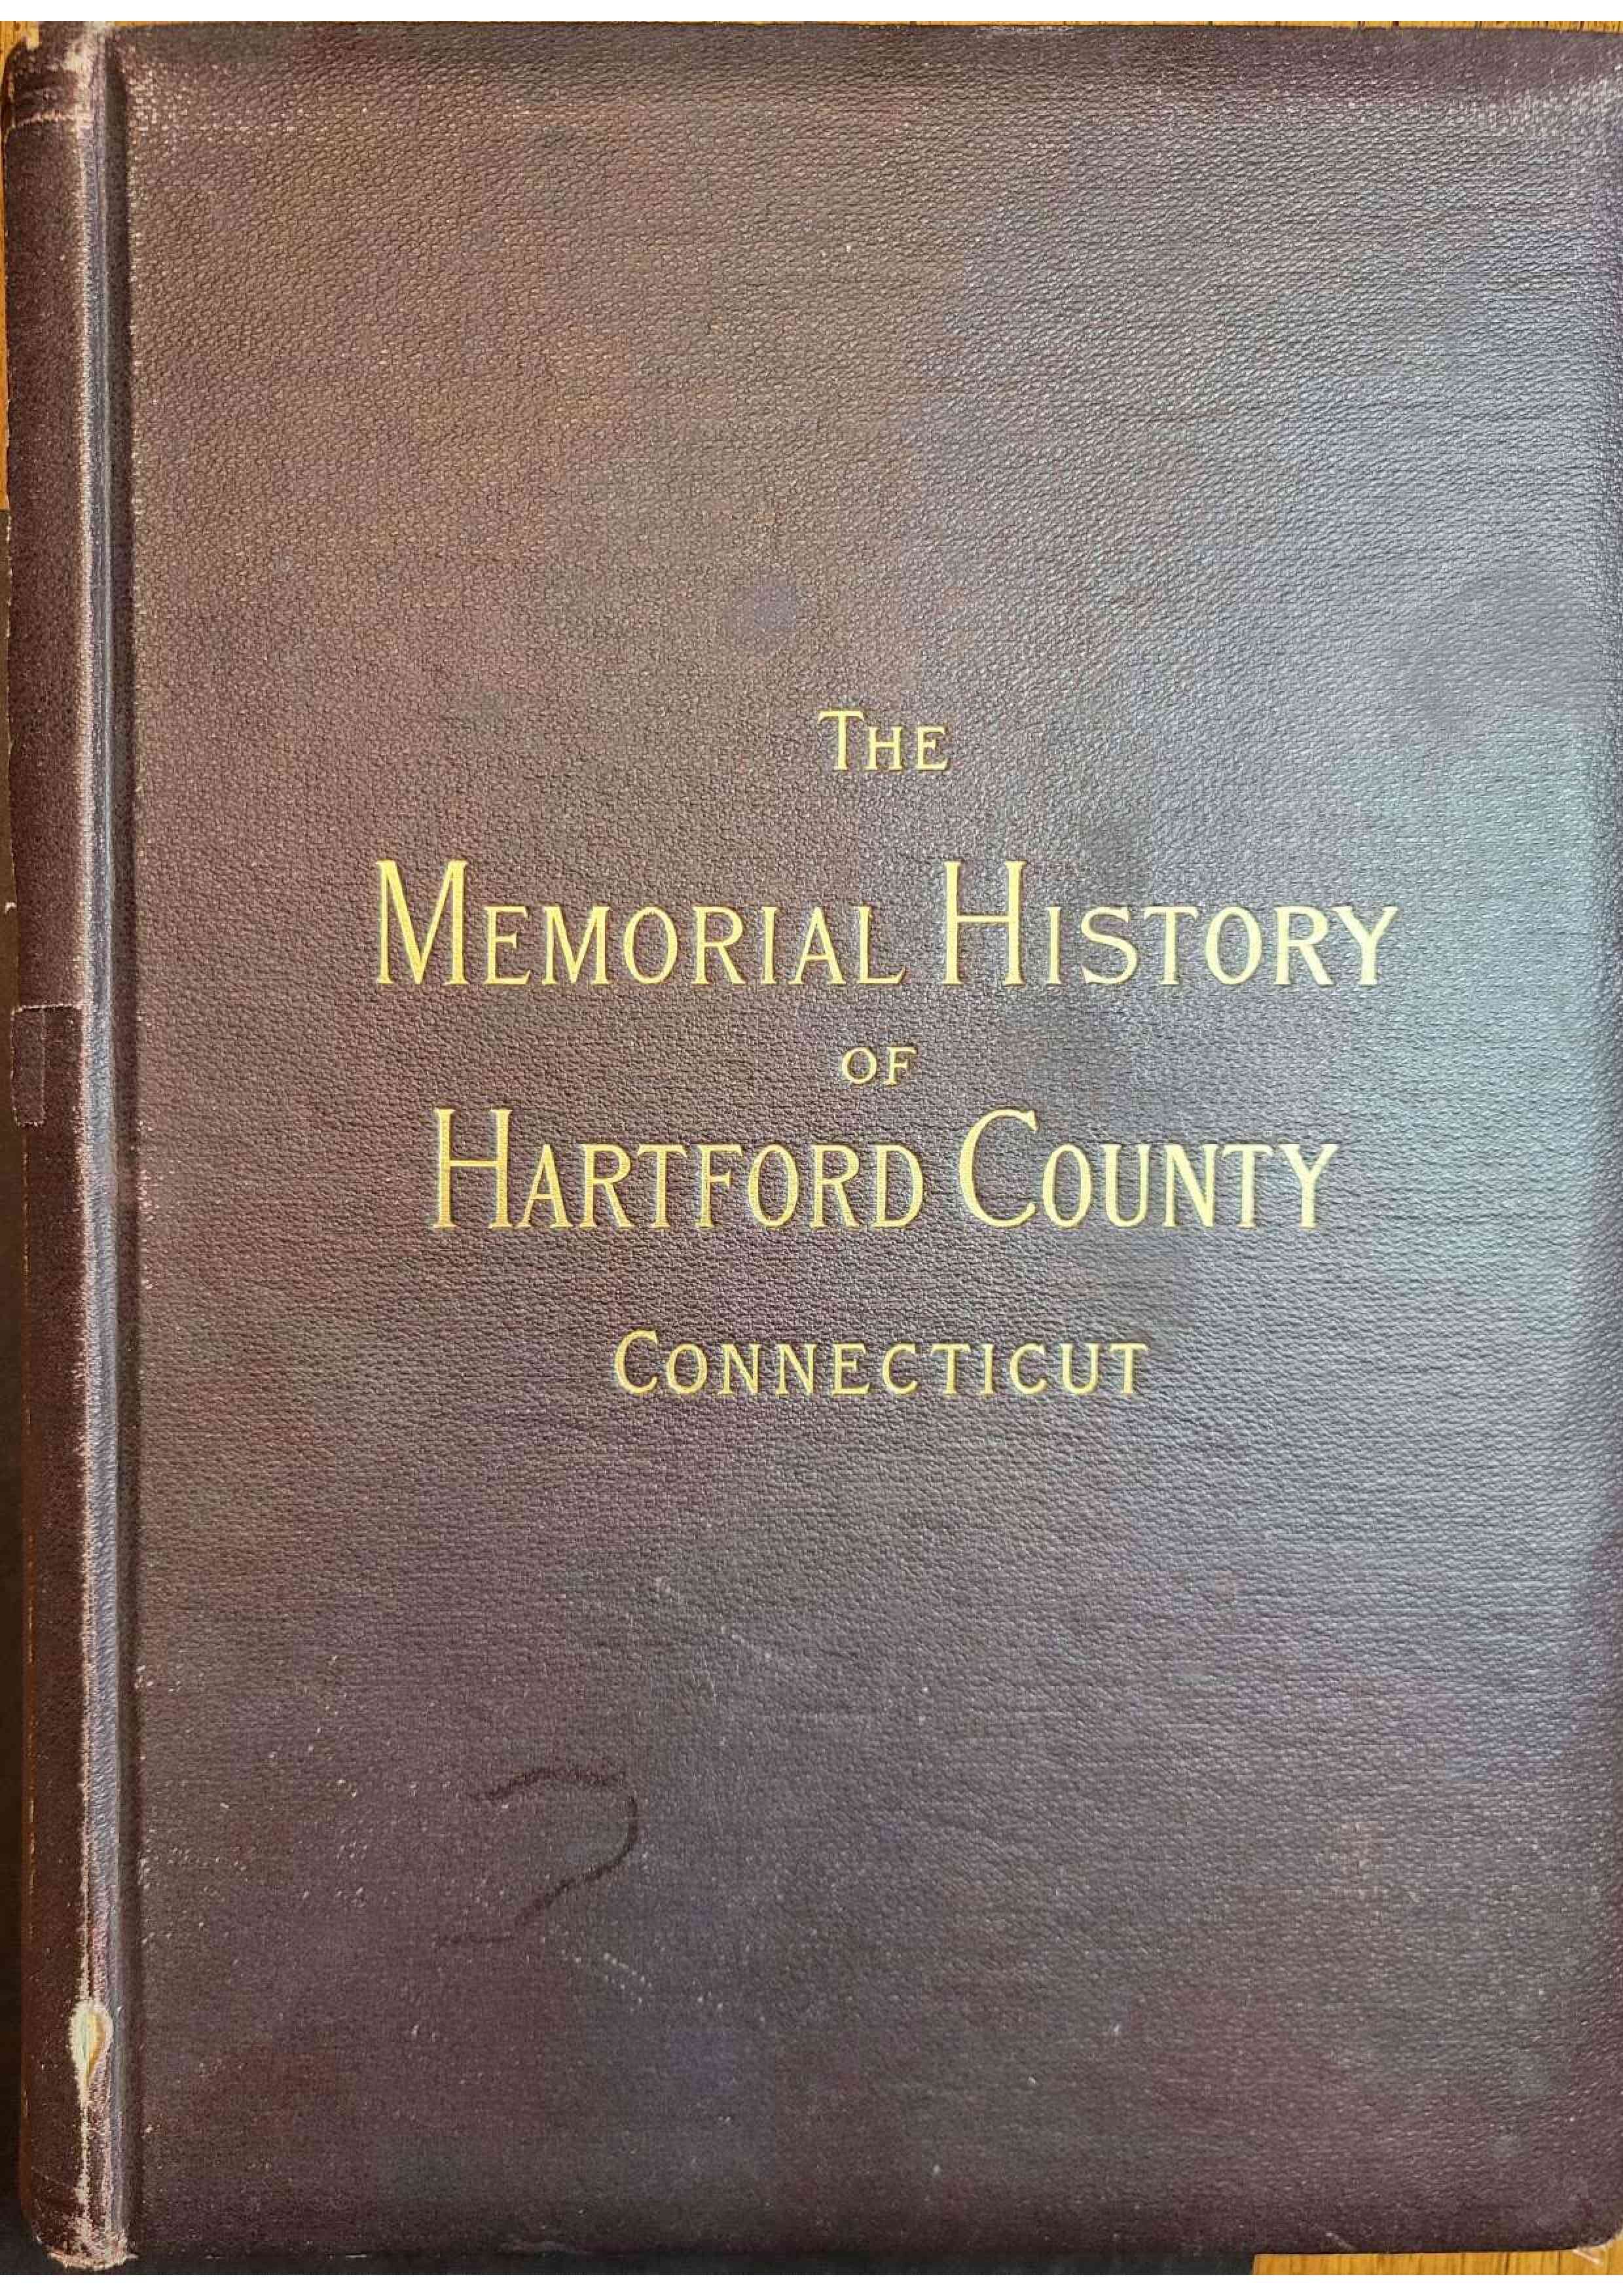 THE
MEMORIAL HISTORY
OF
HARTFORD COUNTY
CONNECTICUT